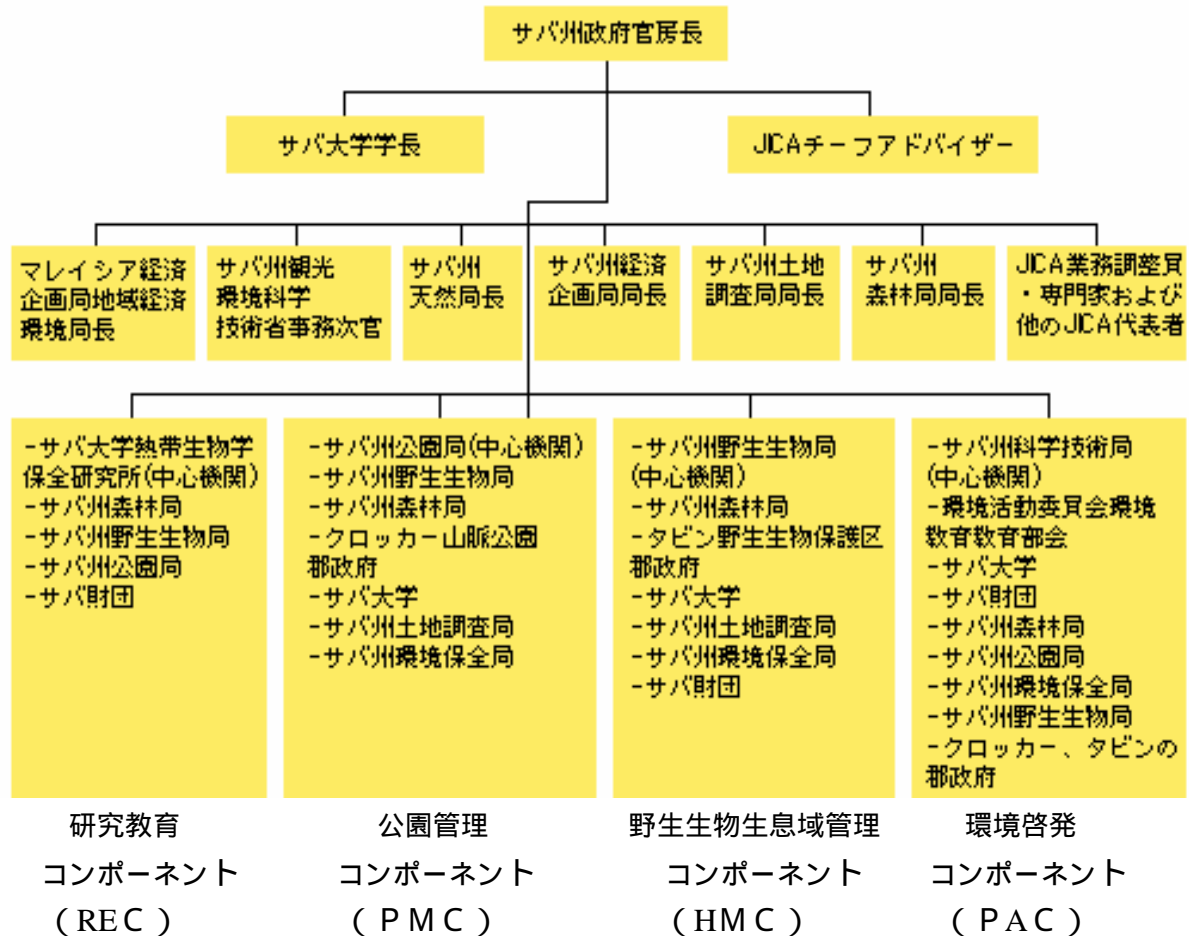 サバ州政府官房長
サバ大学学長
JICAチーフアドバイザー
マレイシア経済
企画局地域経済
環境局長
サバ州観光
環境科学
技術省事務次官
サバ州
天然局長
サバ州経済
企画局局長
サバ州土地
調査局局長
サバ州
森林局局長
JICA業務調整員
・専門家および
他のJICA代表者
-サバ大学熱帯生物学
保全研究所(中心機関)
-サバ州森林局
-サバ州野生生物局
-サバ州公園局
-サバ財団
-サバ州公園局(中心機関)
-サバ州野生生物局
-サバ州森林局
-クロッカー山脈公園
郡政府
-サバ大学
-サバ州土地調査局
-サバ州環境保全局
-サバ州野生生物局
(中心機関)
-サバ州森林局
-タビン野生生物保護区
郡政府
-サバ大学
-サバ州土地調査局
-サバ州環境保全局
-サバ財団
-サバ州科学技術局
(中心機関)
-環境活動委員会環境
教育教育部会
-サバ大学
-サバ財団
-サバ州森林局
-サバ州公園局
-サバ州環境保全局
-サバ州野生生物局
-クロッカー、タビンの
郡政府
研究教育
コンポーネント
(REC)
公園管理
コンポーネント
(PMC)
野生生物生息域管理
コンポーネント
(HMC)
環境啓発
コンポーネント
(PAC)